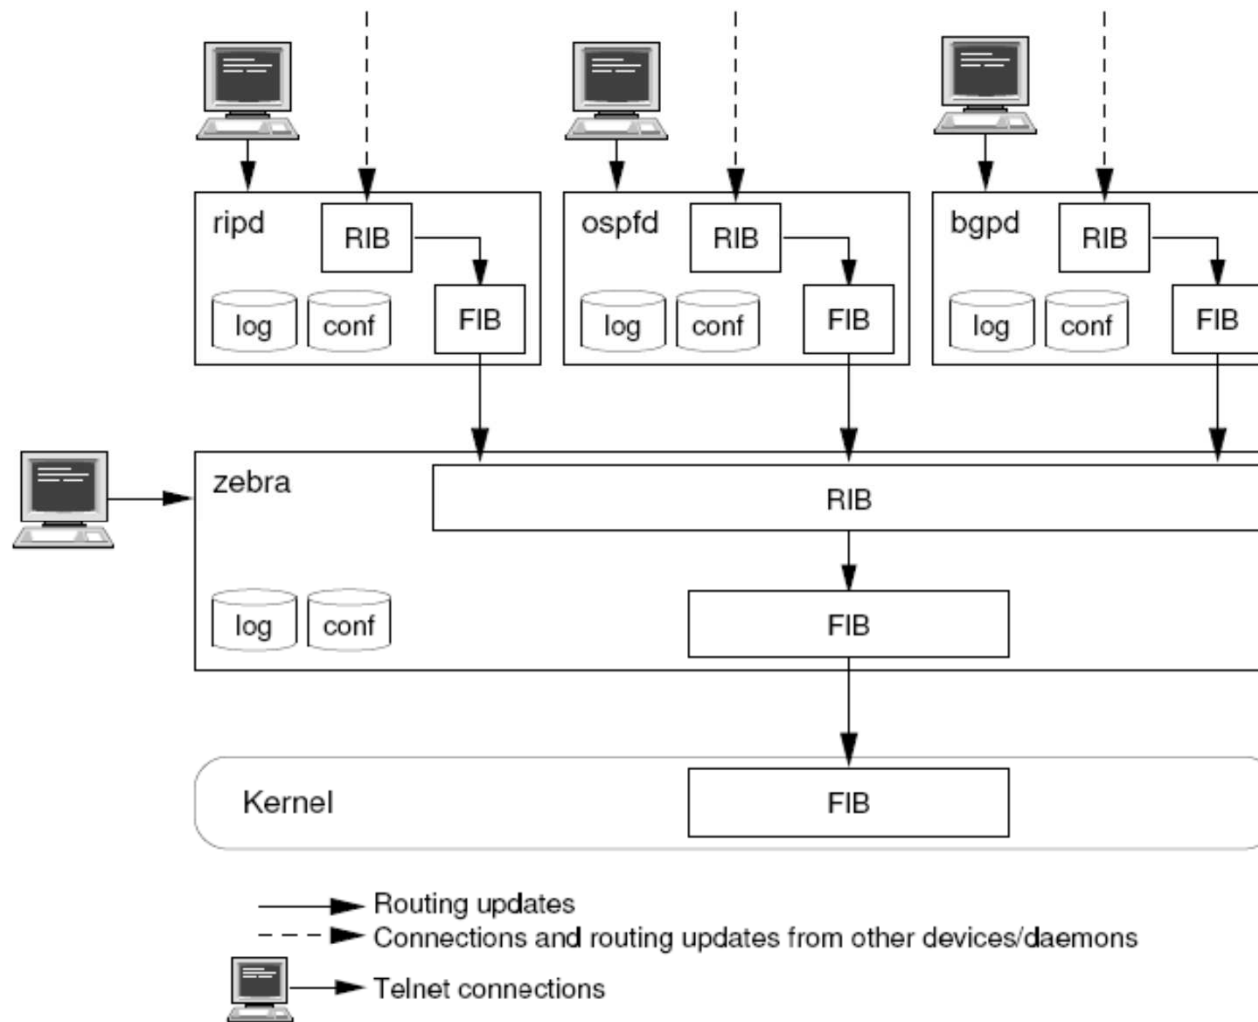 ripd
RIB
log
conf
FIB
ospfd
RIB
log
conf
FIB
bgpd
RIB
log
conf
FIB
zebra
RIB
log
conf
FIB
Kernel
FIB
Routing updates
Connections and routing updates from other devices/daemons
Telnet connections